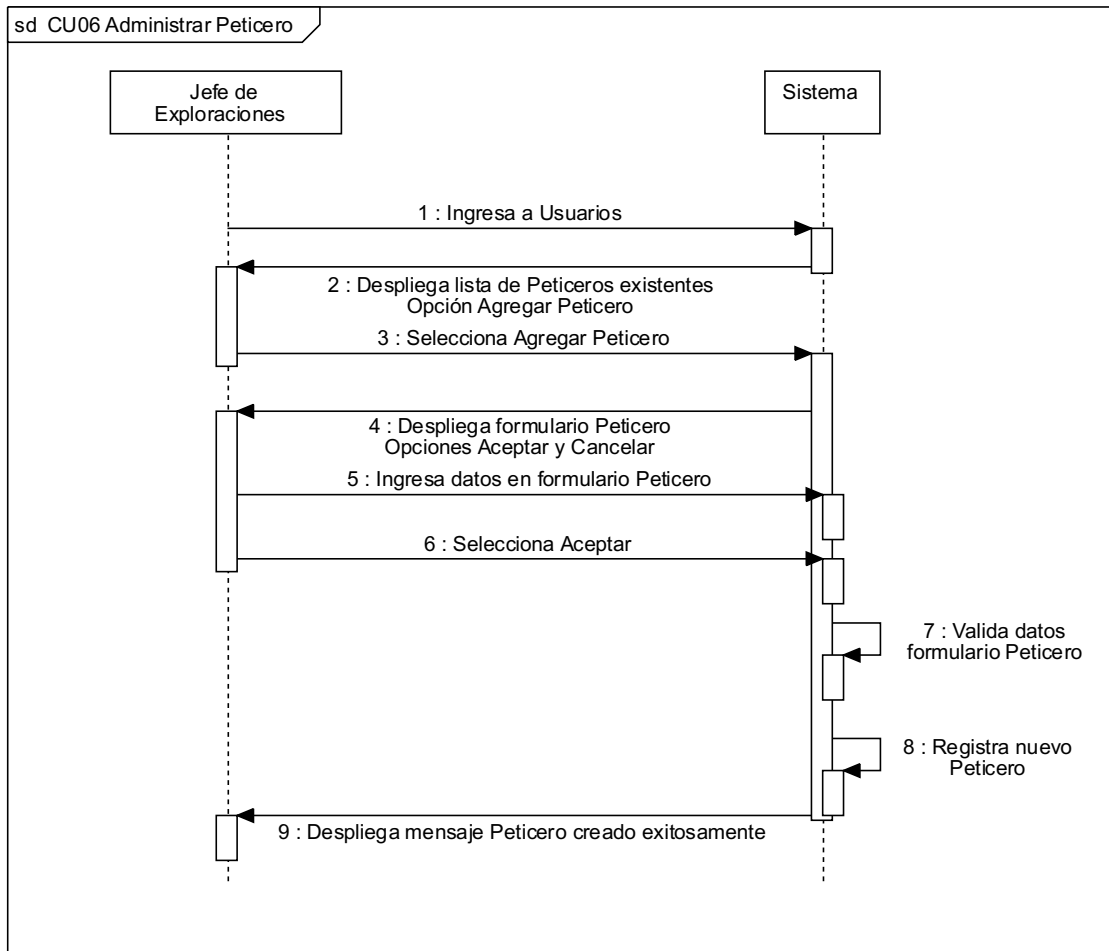 sd CU06 Administrar Peticero
Jefe de
Exploraciones
Sistema
1 : Ingresa a Usuarios
2 : Despliega lista de Peticeros existentes
Opción Agregar Peticero
3 : Selecciona Agregar Peticero
4 : Despliega formulario Peticero
Opciones Aceptar y Cancelar
5 : Ingresa datos en formulario Peticero
6 : Selecciona Aceptar
7 : Valida datos
formulario Peticero
8 : Registra nuevo
Peticero
9 : Despliega mensaje Peticero creado exitosamente